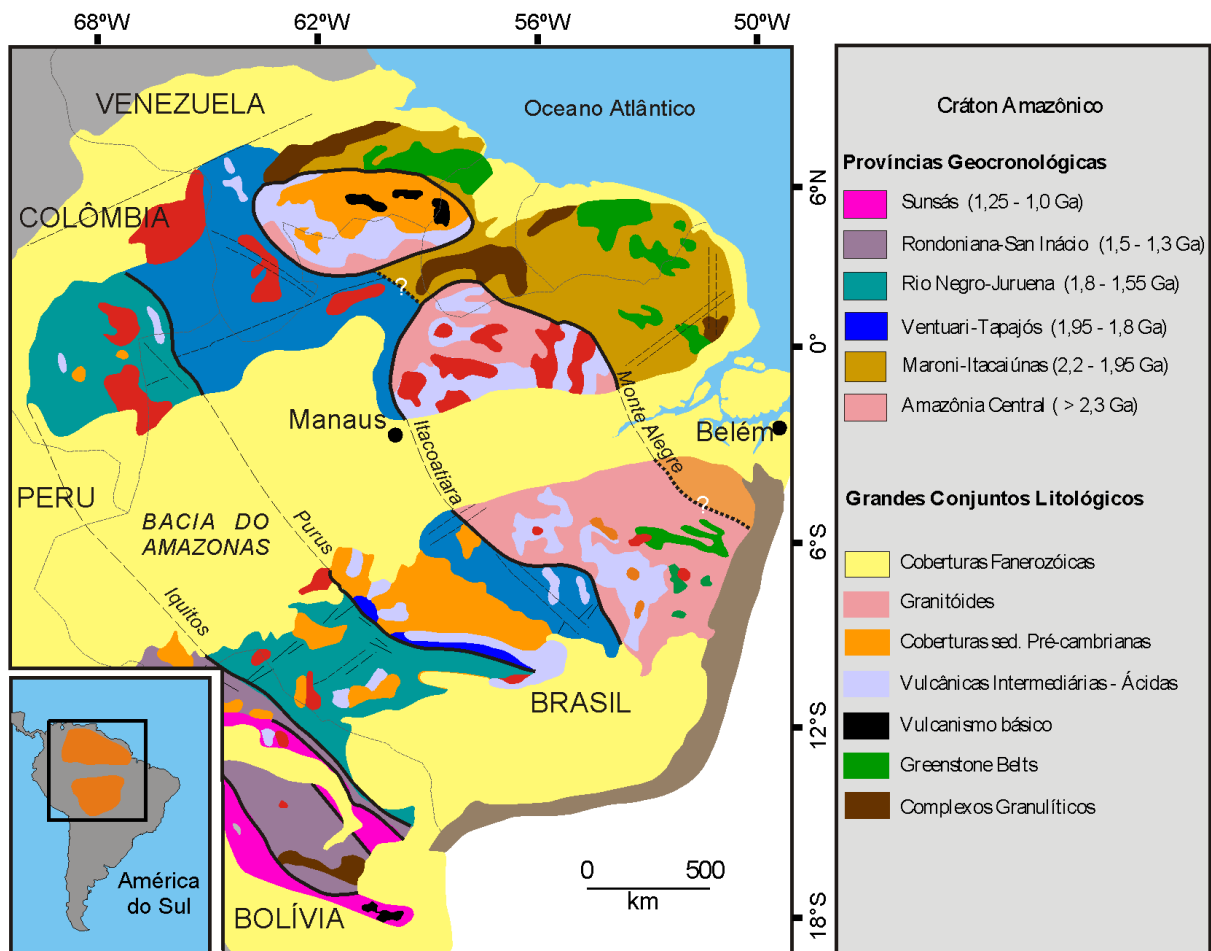 68ºW
62ºW
56ºW
50ºW
VENEZUELA
Oceano Atlântico
COLÔMBIA
6ºN
?
0º
Manaus
Itacoatiara
Monte Alegre
Belém
PERU
BACIA DO
AMAZONAS
Purus
?
6ºS
Iquitos
BRASIL
12ºS
0 500
km
América
do Sul
BOLÍVIA
18ºS
Cráton Amazônico
Províncias Geocronológicas
Sunsás (1,25 - 1,0 Ga)
Rondoniana-San Inácio (1,5 - 1,3 Ga)
Rio Negro-Juruena (1,8 - 1,55 Ga)
Ventuari-Tapajós (1,95 - 1,8 Ga)
Maroni-Itacaiúnas (2,2 - 1,95 Ga)
Amazônia Central ( > 2,3 Ga)
Grandes Conjuntos Litológicos
Coberturas Fanerozóicas
Granitóides
Coberturas sed. Pré-cambrianas
Vulcânicas Intermediárias - Ácidas
Vulcanismo básico
Greenstone Belts
Complexos Granulíticos